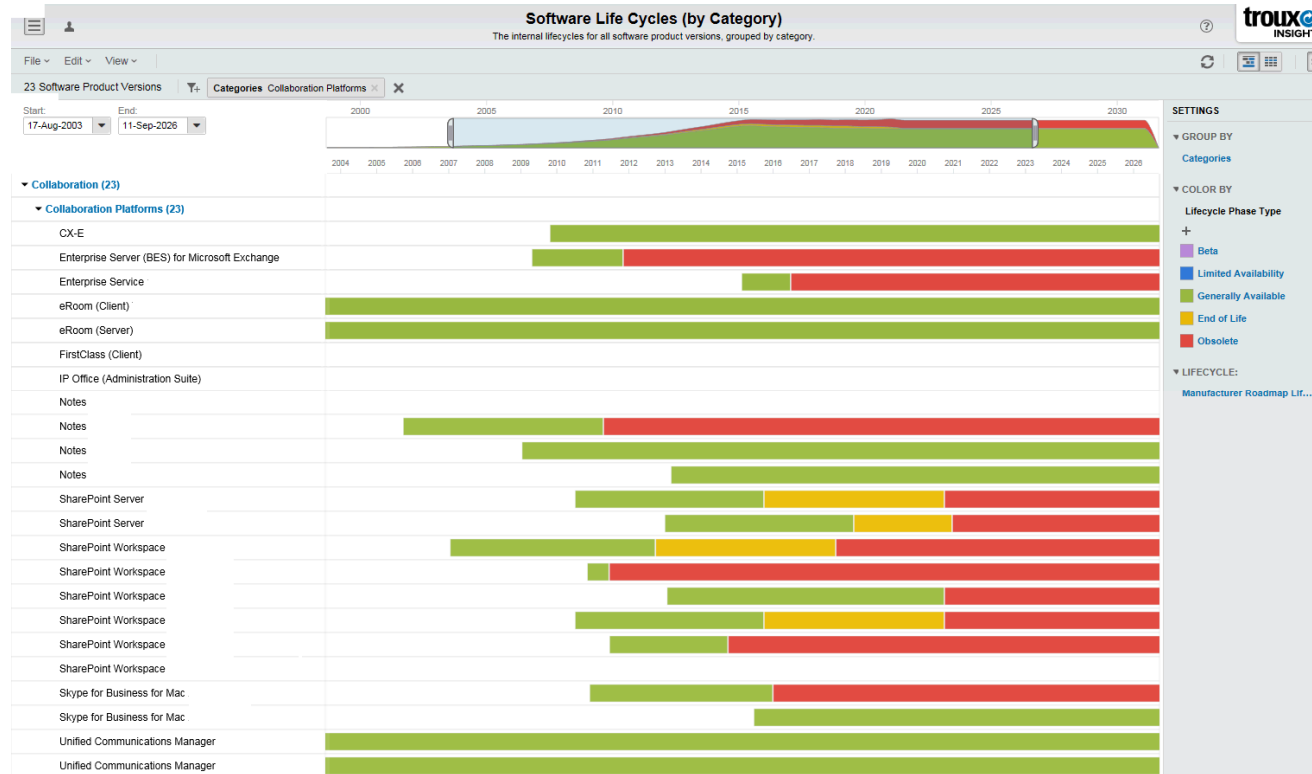 Software Life Cycles (by Category)
The internal lifecycles for all software product versions, grouped by category.
?
troux
INSIGHT
File Edit View
23 Software Product Versions Categories Collaboration Platforms
Start: End:
17-Aug-2003 11-Sep-2026
2000 2005 2010 2015 2020 2025 2030
2004 2005 2006 2007 2008 2009 2010 2011 2012 2013 2014 2015 2016 2017 2018 2019 2020 2021 2022 2023 2024 2025 2026
Collaboration (23)
Collaboration Platforms (23)
CX-E
Enterprise Server (BES) for Microsoft Exchange
Enterprise Service
eRoom (Client)
eRoom (Server)
FirstClass (Client)
IP Office (Administration Suite)
Notes
Notes
Notes
Notes
SharePoint Server
SharePoint Server
SharePoint Workspace
SharePoint Workspace
SharePoint Workspace
SharePoint Workspace
SharePoint Workspace
SharePoint Workspace
Skype for Business for Mac
Skype for Business for Mac
Unified Communications Manager
Unified Communications Manager
SETTINGS
GROUP BY
Categories
COLOR BY
Lifecycle Phase Type
+
Beta
Limited Availability
Generally Available
End of Life
Obsolete
LIFECYCLE:
Manufacturer Roadmap Lif...